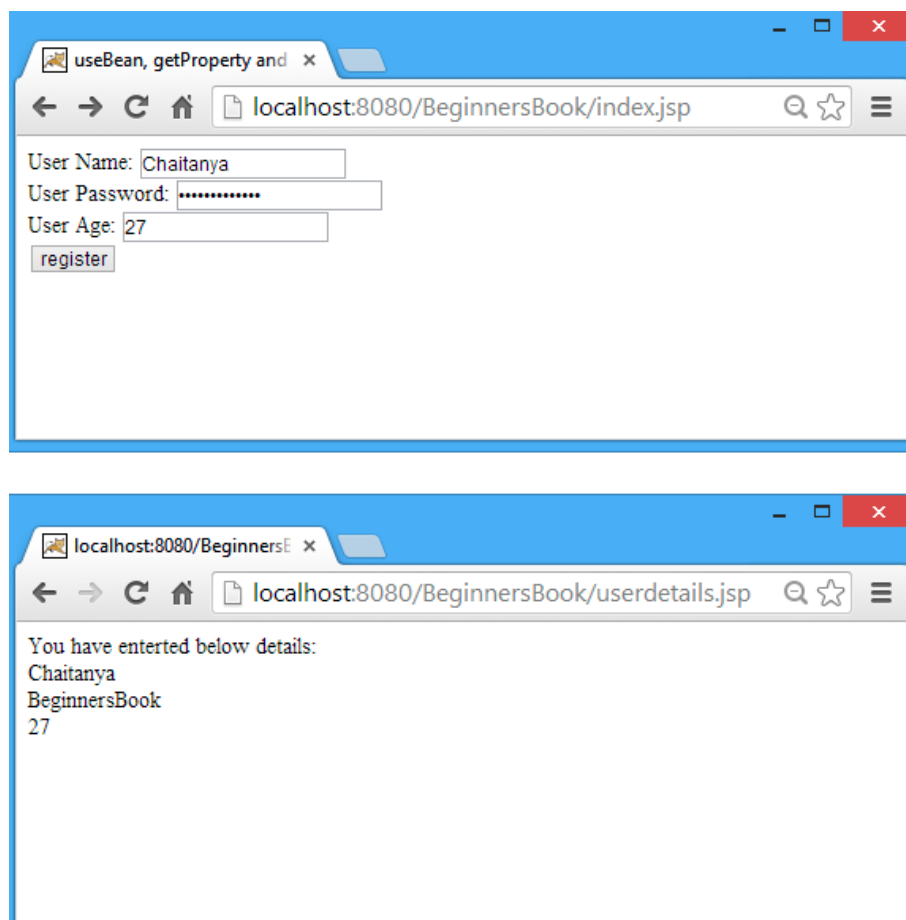 useBean, getProperty and
localhost:8080/BeginnersBook/index.jsp
User Name: Chaitanya
User Password: •••••••••••••
User Age: 27
register
localhost:8080/BeginnersB
localhost:8080/BeginnersBook/userdetails.jsp
You have enterted below details:
Chaitanya
BeginnersBook
27